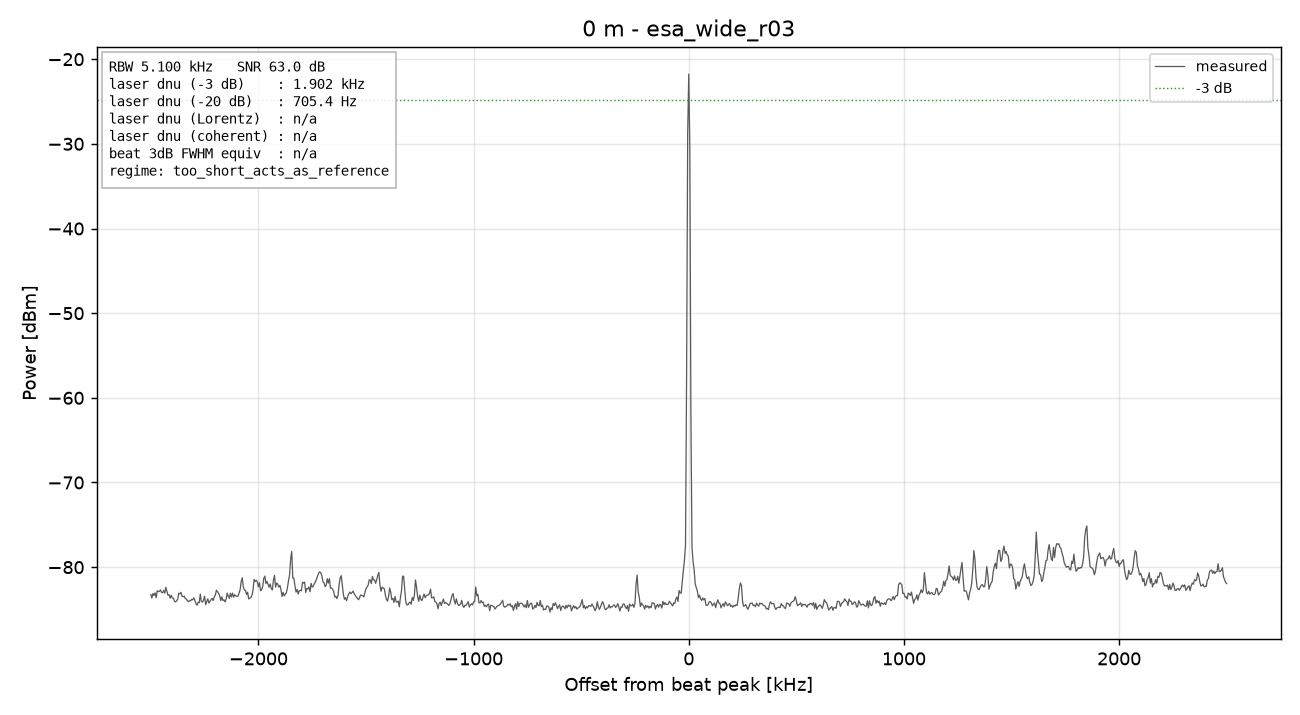 0 m - esa_wide_r03
RBW 5.100 kHz   SNR 63.0 dB
laser dnu (-3 dB)    : 1.902 kHz
laser dnu (-20 dB)   : 705.4 Hz
laser dnu (Lorentz)  : n/a
laser dnu (coherent) : n/a
beat 3dB FWHM equiv  : n/a
regime: too_short_acts_as_reference
measured
-3 dB
Power [dBm]
−20
−30
−40
−50
−60
−70
−80
−2000
−1000
0
1000
2000
Offset from beat peak [kHz]